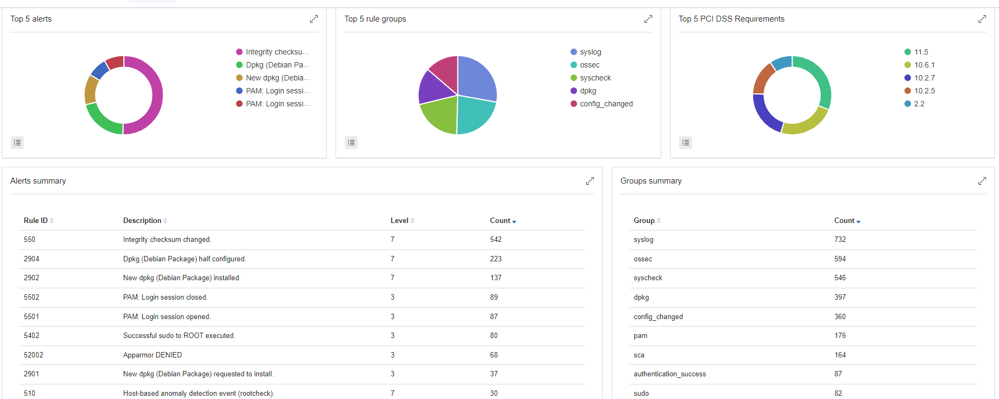 Top 5 alerts
Integrity checksu...
Dpkg (Debian Pa...
New dpkg (Debia...
PAM: Login sessi...
PAM: Login sessi...
Top 5 rule groups
syslog
ossec
syscheck
dpkg
config_changed
Top 5 PCI DSS Requirements
11.5
10.6.1
10.2.7
10.2.5
2.2
Alerts summary
Rule ID Description Level Count
550 Integrity checksum changed. 7 542
2904 Dpkg (Debian Package) half configured. 7 223
2902 New dpkg (Debian Package) installed. 7 137
5502 PAM: Login session closed. 3 89
5501 PAM: Login session opened. 3 87
5402 Successful sudo to ROOT executed. 3 80
52002 Apparmor DENIED 3 68
2901 New dpkg (Debian Package) requested to install. 3 37
510 Host-based anomaly detection event (rootcheck). 7 30
Groups summary
Group Count
syslog 732
ossec 594
syscheck 546
dpkg 397
config_changed 360
pam 176
sca 164
authentication_success 87
sudo 82